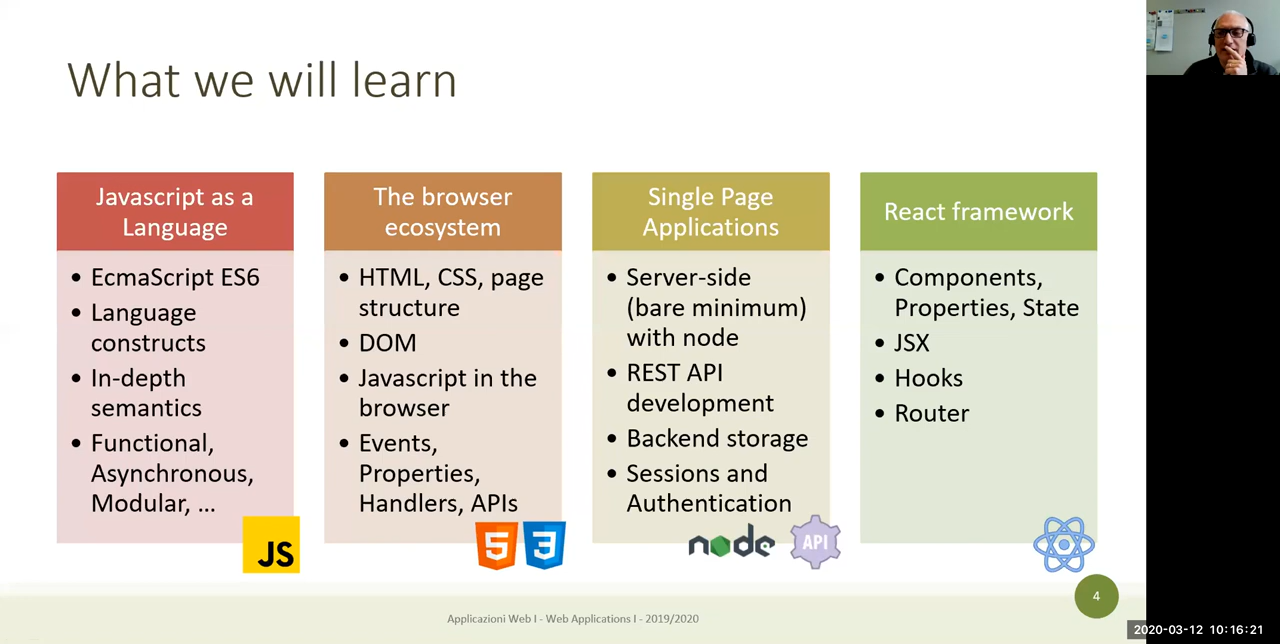 What we will learn
Javascript as a
Language
• EcmaScript ES6
• Language
constructs
• In-depth
semantics
• Functional,
Asynchronous,
Modular, ...
JS
The browser
ecosystem
• HTML, CSS, page
structure
• DOM
• Javascript in the
browser
• Events,
Properties,
Handlers, APIs
5 3
Single Page
Applications
• Server-side
(bare minimum)
with node
• REST API
development
• Backend storage
• Sessions and
Authentication
node API
React framework
• Components,
Properties, State
• JSX
• Hooks
• Router
4
Applicazioni Web I - Web Applications I - 2019/2020
2020-03-12 10:16:21